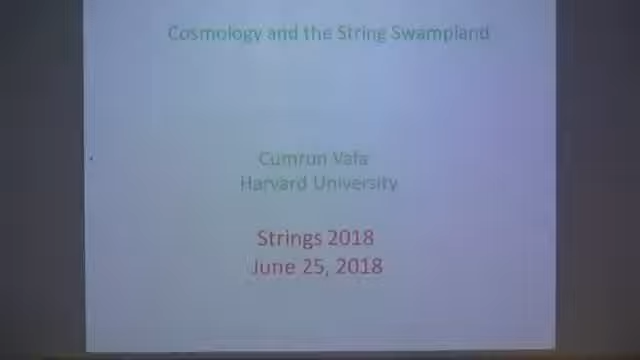 Cosmology and the String Swampland
Cumrun Vafa
Harvard University
Strings 2018
June 25, 2018